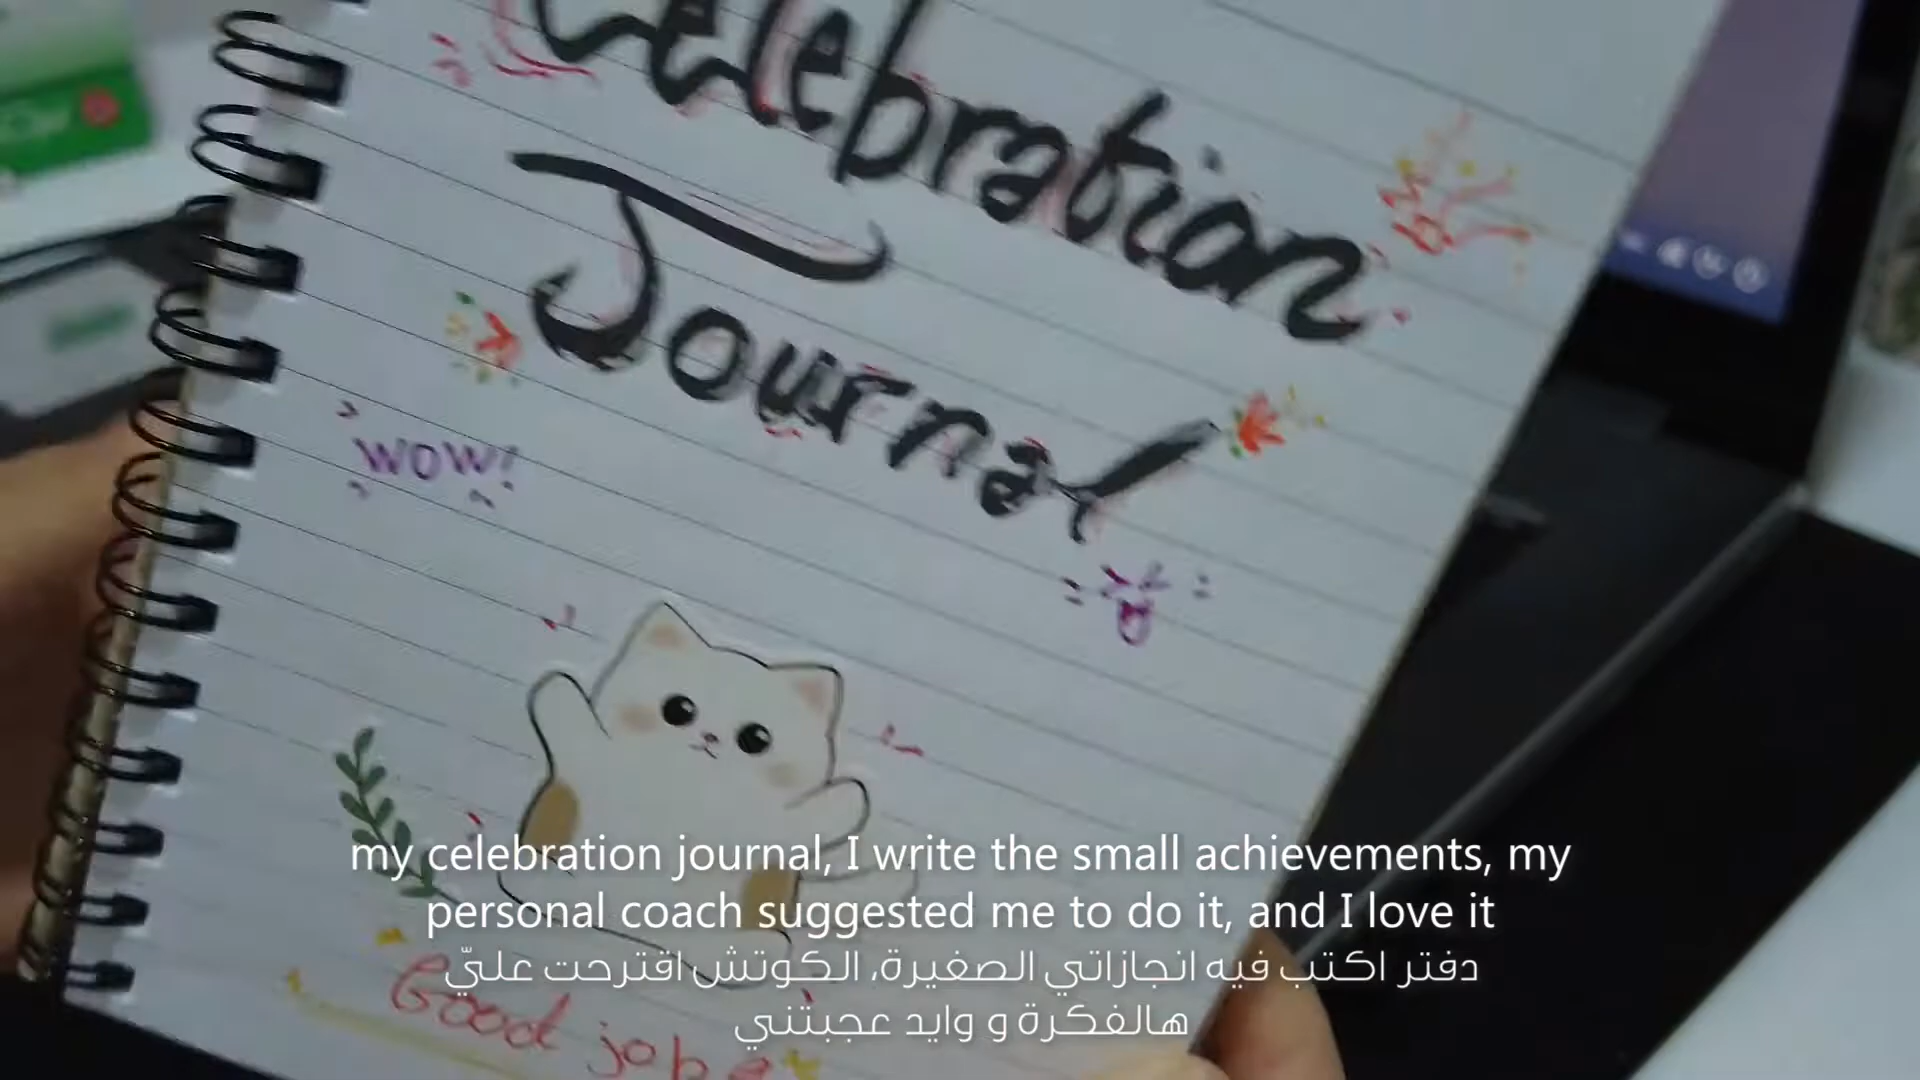 Celebration
Journal
wow!
my celebration journal, I write the small achievements, my
personal coach suggested me to do it, and I love it
دفتر اكتب فيه انجازاتي الصغيرة، الكوتش اقترحت عليّ
هالفكرة و وايد عجبتني
Good job